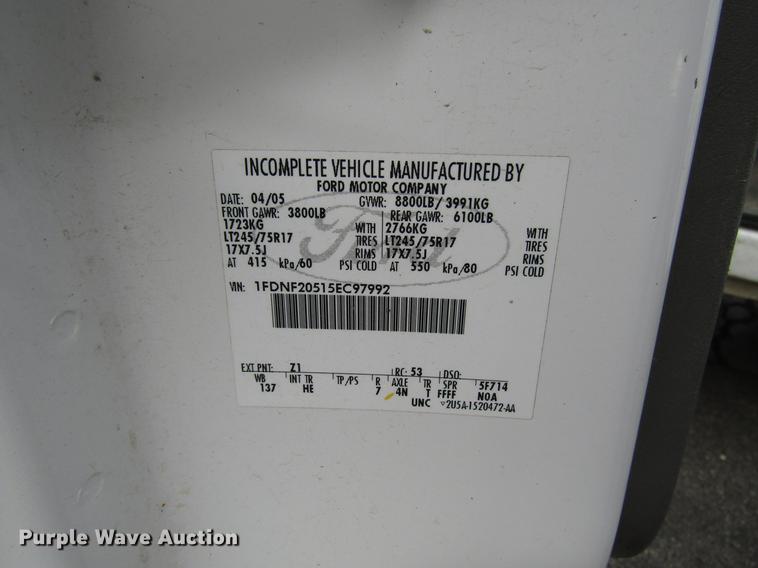 INCOMPLETE VEHICLE MANUFACTURED BY
FORD MOTOR COMPANY
DATE: 04/05 GVWR: 8800LB/ 3991KG
FRONT GAWR: 3800LB REAR GAWR: 6100LB
1723KG WITH 2766KG WITH
LT245/75R17 TIRES LT245/75R17 TIRES
17X7.5J RIMS 17X7.5J RIMS
AT 415 kPa/60 PSI COLD AT 550 kPa/80 PSI COLD
Ford
VIN: 1FDNF20515EC97992
EXT PNT: Z1 RC: 53 DSO:
WB INT TR TP/PS R AXLE TR SPR 5F714
137 HE 7 4N T FFFF N0A
UNC 2U5A-1520472-AA
Purple Wave Auction